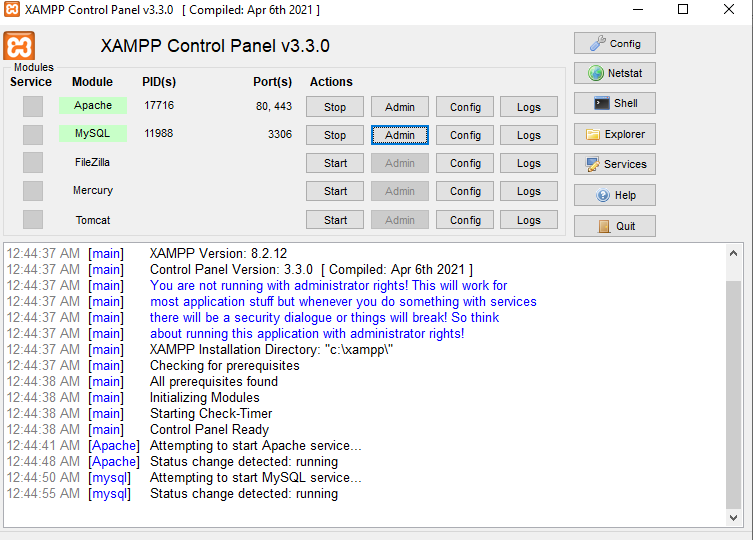 XAMPP Control Panel v3.3.0 [ Compiled: Apr 6th 2021 ]
XAMPP Control Panel v3.3.0
Config
Modules
Service Module PID(s) Port(s) Actions
Netstat
Apache 17716 80, 443 Stop Admin Config Logs
Shell
MySQL 11988 3306 Stop Admin Config Logs
Explorer
FileZilla Start Admin Config Logs
Services
Mercury Start Admin Config Logs
Help
Tomcat Start Admin Config Logs
Quit
12:44:37 AM [main] XAMPP Version: 8.2.12
12:44:37 AM [main] Control Panel Version: 3.3.0 [ Compiled: Apr 6th 2021 ]
12:44:37 AM [main] You are not running with administrator rights! This will work for
12:44:37 AM [main] most application stuff but whenever you do something with services
12:44:37 AM [main] there will be a security dialogue or things will break! So think
12:44:37 AM [main] about running this application with administrator rights!
12:44:37 AM [main] XAMPP Installation Directory: "c:\xampp\"
12:44:37 AM [main] Checking for prerequisites
12:44:38 AM [main] All prerequisites found
12:44:38 AM [main] Initializing Modules
12:44:38 AM [main] Starting Check-Timer
12:44:38 AM [main] Control Panel Ready
12:44:41 AM [Apache] Attempting to start Apache service...
12:44:48 AM [Apache] Status change detected: running
12:44:50 AM [mysql] Attempting to start MySQL service...
12:44:55 AM [mysql] Status change detected: running